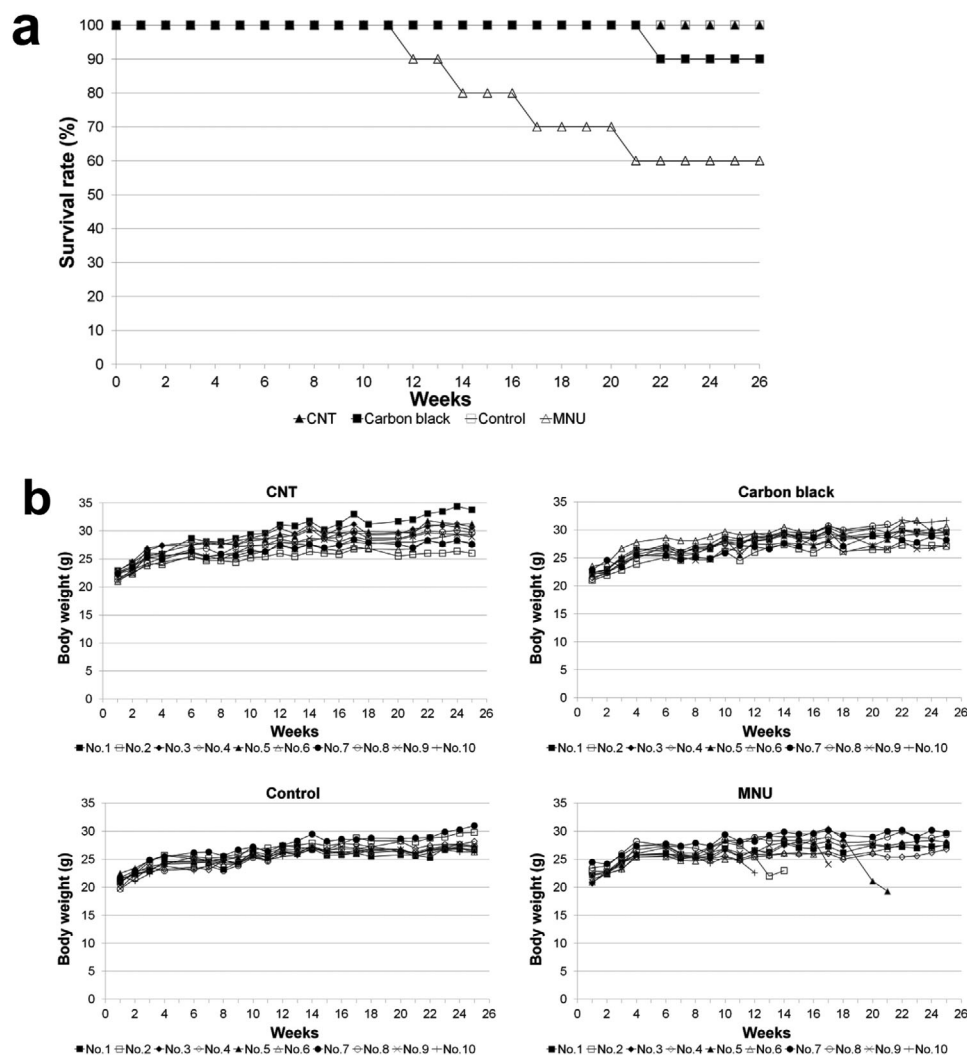 a
Survival rate (%)
100
90
80
70
60
50
40
30
20
10
0
0 2 4 6 8 10 12 14 16 18 20 22 24 26
Weeks
▲CNT ■Carbon black □Control △MNU
b
CNT
Body weight (g)
35
30
25
20
15
10
5
0
0 2 4 6 8 10 12 14 16 18 20 22 24 26
Weeks
No.1 No.2 No.3 No.4 No.5 No.6 No.7 No.8 No.9 No.10
Carbon black
Body weight (g)
35
30
25
20
15
10
5
0
0 2 4 6 8 10 12 14 16 18 20 22 24 26
Weeks
No.1 No.2 No.3 No.4 No.5 No.6 No.7 No.8 No.9 No.10
Control
Body weight (g)
35
30
25
20
15
10
5
0
0 2 4 6 8 10 12 14 16 18 20 22 24 26
Weeks
No.1 No.2 No.3 No.4 No.5 No.6 No.7 No.8 No.9 No.10
MNU
Body weight (g)
35
30
25
20
15
10
5
0
0 2 4 6 8 10 12 14 16 18 20 22 24 26
Weeks
No.1 No.2 No.3 No.4 No.5 No.6 No.7 No.8 No.9 No.10